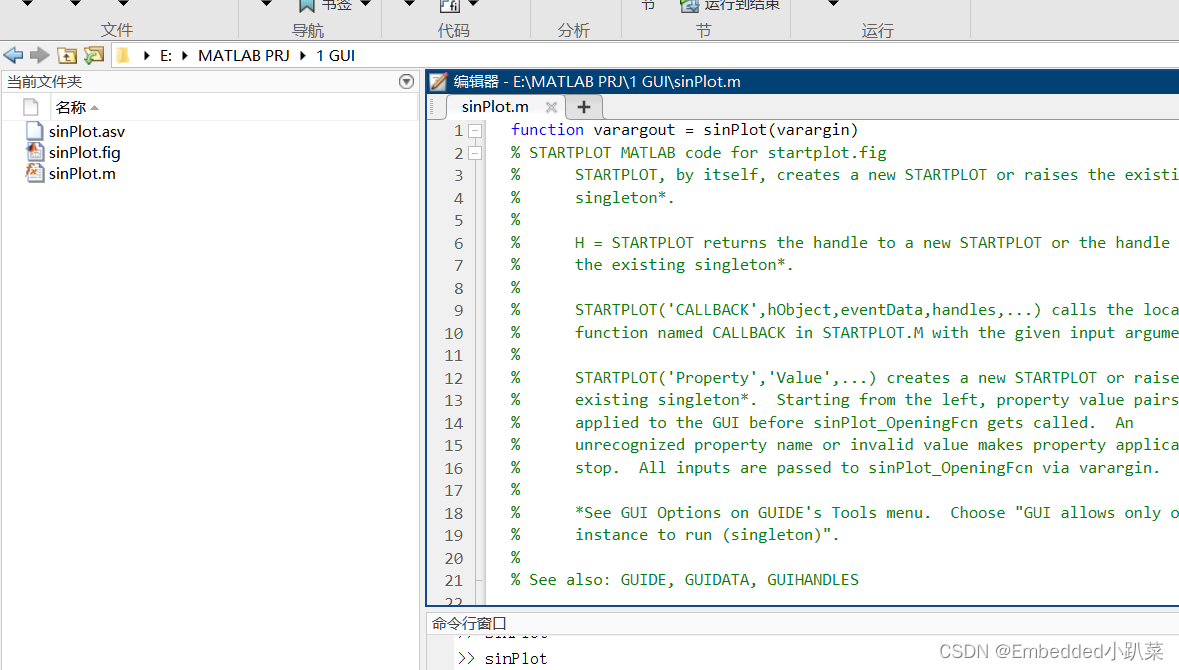 书签
节
运行到结束
文件
导航
代码
分析
节
运行
E: MATLAB PRJ 1 GUI
当前文件夹
名称
sinPlot.asv
sinPlot.fig
sinPlot.m
编辑器 - E:\MATLAB PRJ\1 GUI\sinPlot.m
sinPlot.m
1 function varargout = sinPlot(varargin)
2 % STARTPLOT MATLAB code for startplot.fig
3 % STARTPLOT, by itself, creates a new STARTPLOT or raises the existi
4 % singleton*.
5 %
6 % H = STARTPLOT returns the handle to a new STARTPLOT or the handle
7 % the existing singleton*.
8 %
9 % STARTPLOT('CALLBACK',hObject,eventData,handles,...) calls the loca
10 % function named CALLBACK in STARTPLOT.M with the given input argume
11 %
12 % STARTPLOT('Property','Value',...) creates a new STARTPLOT or raise
13 % existing singleton*.  Starting from the left, property value pairs
14 % applied to the GUI before sinPlot_OpeningFcn gets called.  An
15 % unrecognized property name or invalid value makes property applica
16 % stop.  All inputs are passed to sinPlot_OpeningFcn via varargin.
17 %
18 % *See GUI Options on GUIDE's Tools menu.  Choose "GUI allows only o
19 % instance to run (singleton)".
20 %
21 % See also: GUIDE, GUIDATA, GUIHANDLES
22
命令行窗口
>> sinPlot
>> sinPlot
CSDN @Embedded小趴菜